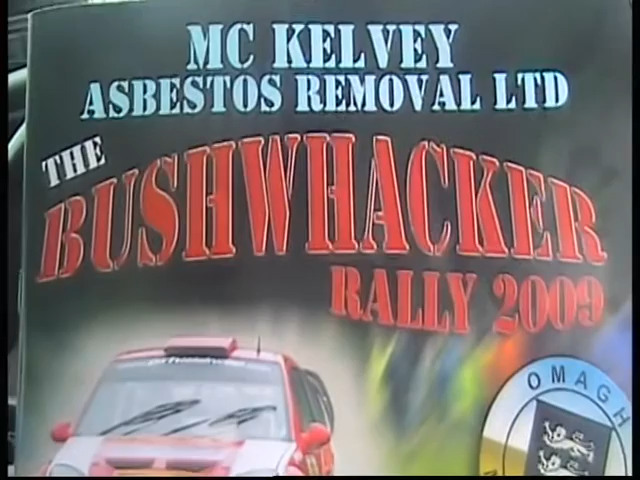 MC KELVEY
ASBESTOS REMOVAL LTD
THE
BUSHWHACKER
RALLY 2009
OMAGH